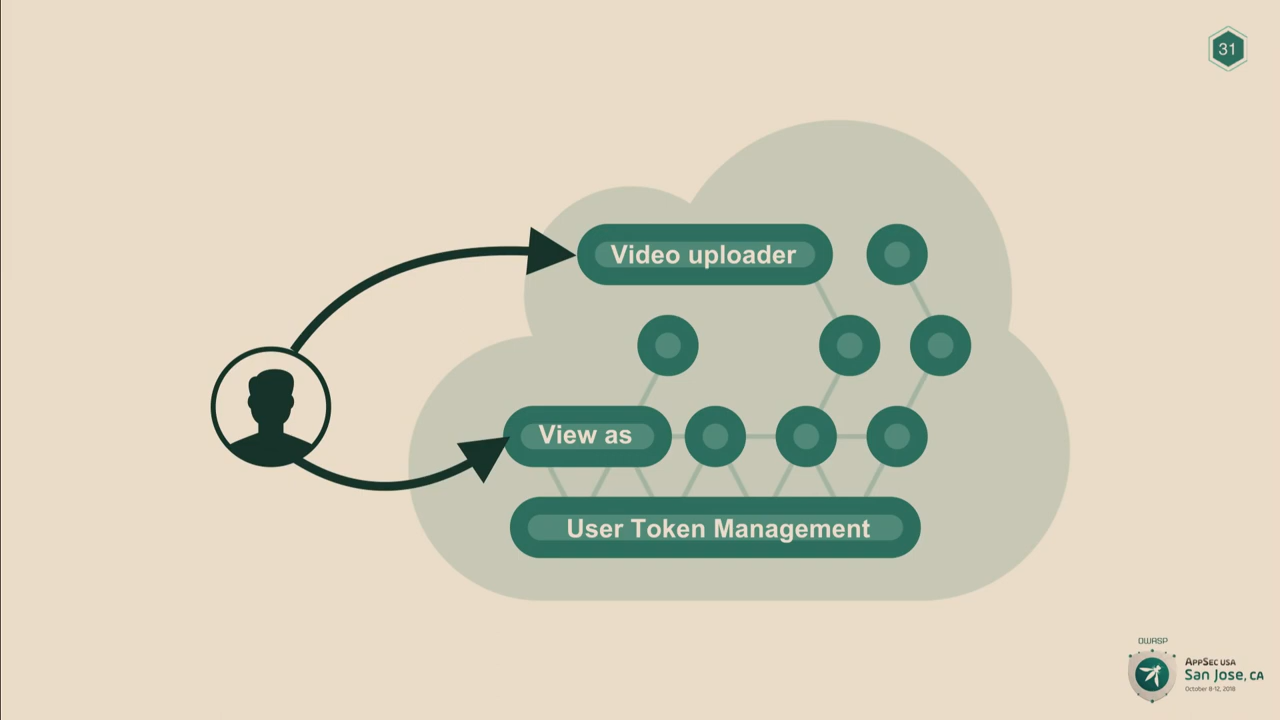 31
Video uploader
View as
User Token Management
OWASP
AppSec USA
San Jose, CA
October 8-12, 2018